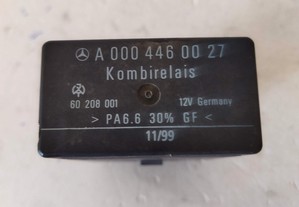 A 000 446 00 27
Kombirelais
60 208 001 12V Germany
> PA6.6 30% GF <
11/99